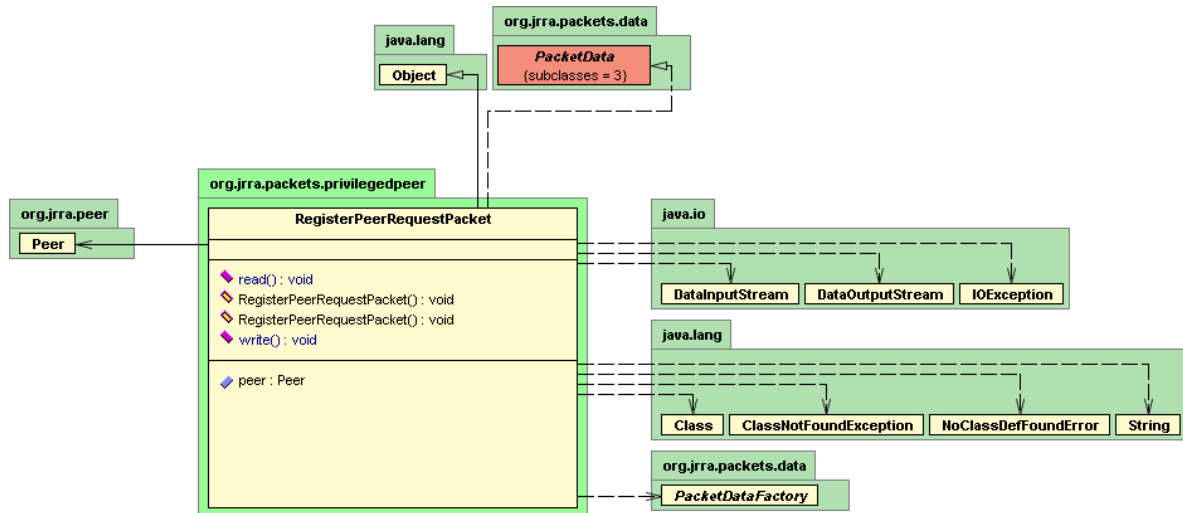 org.jrra.packets.data
java.lang
PacketData
{subclasses = 3}
Object
org.jrra.packets.privilegedpeer
org.jrra.peer
RegisterPeerRequestPacket
java.io
Peer
read() : void
RegisterPeerRequestPacket() : void
RegisterPeerRequestPacket() : void
write() : void
DataInputStream
DataOutputStream
IOException
java.lang
peer : Peer
Class
ClassNotFoundException
NoClassDefFoundError
String
org.jrra.packets.data
PacketDataFactory